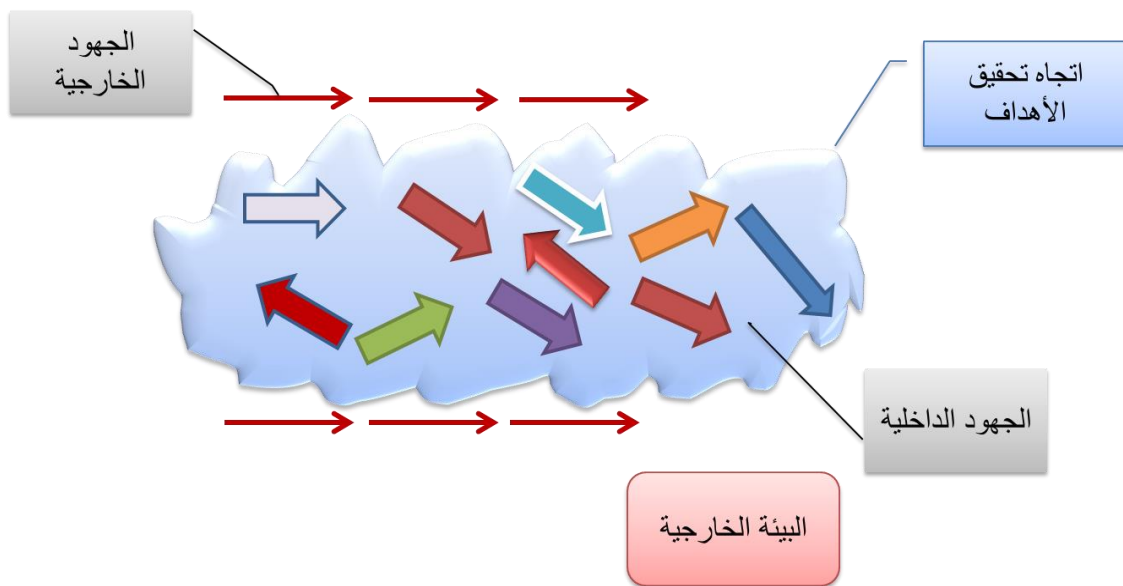 الجهود
الخارجية
اتجاه تحقيق
الأهداف
الجهود الداخلية
البيئة الخارجية